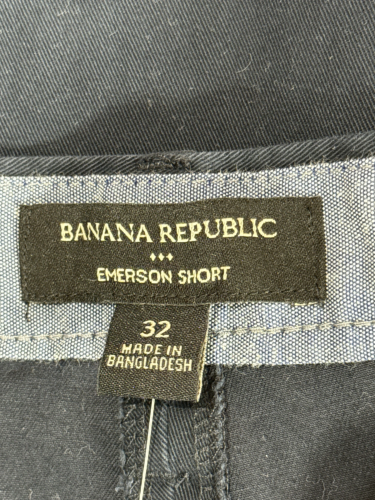 BANANA REPUBLIC
EMERSON SHORT
32
MADE IN
BANGLADESH